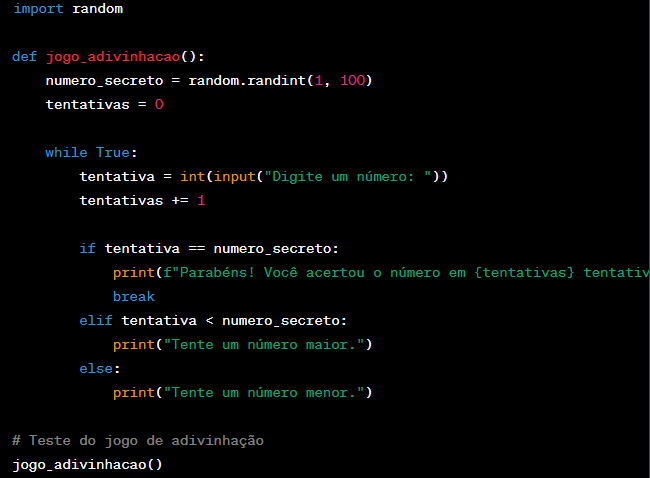 import random
def jogo_adivinhacao():
numero_secreto = random.randint(1, 100)
tentativas = 0
while True:
tentativa = int(input("Digite um número: "))
tentativas += 1
if tentativa == numero_secreto:
print(f"Parabéns! Você acertou o número em {tentativas} tentativ
break
elif tentativa < numero_secreto:
print("Tente um número maior.")
else:
print("Tente um número menor.")
# Teste do jogo de adivinhação
jogo_adivinhacao()